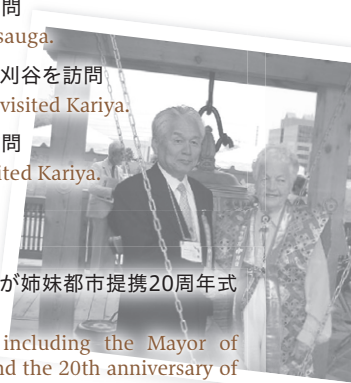 問
sauga.
刈谷を訪問
visited Kariya.
問
ited Kariya.
が姉妹都市提携20周年式
including the Mayor of
nd the 20th anniversary of